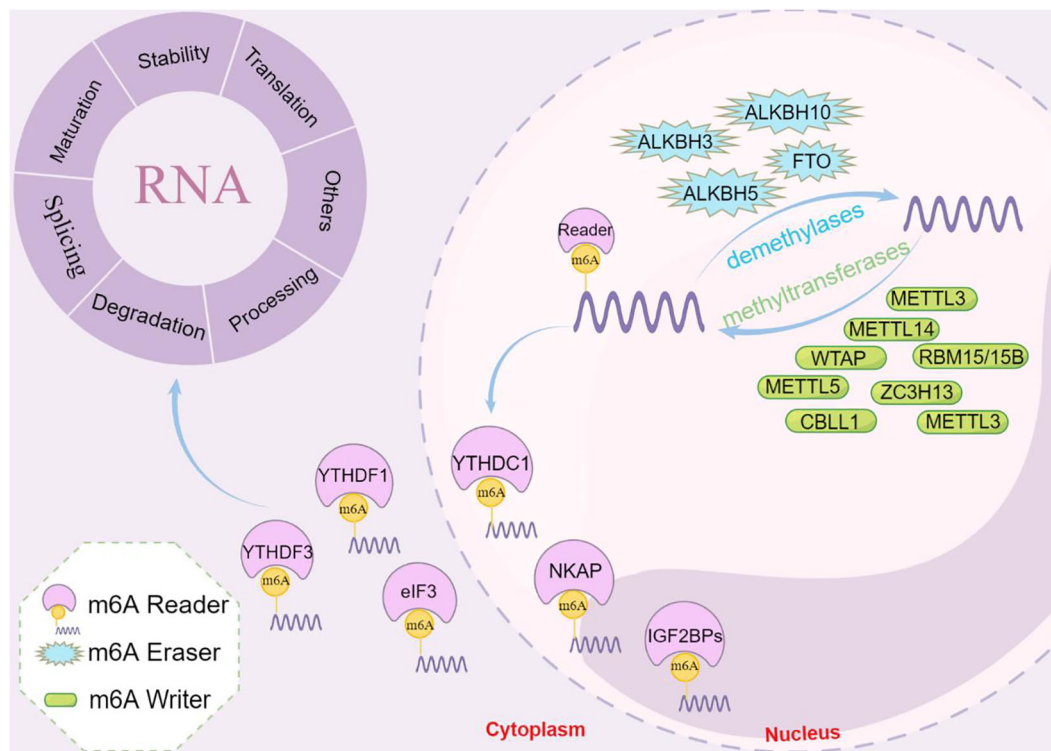 Stability
Translation
Others
Processing
Degradation
Splicing
Maturation
RNA
ALKBH10
ALKBH3
FTO
ALKBH5
Reader
m6A
demethylases
methyltransferases
METTL3
METTL14
WTAP
RBM15/15B
METTL5
ZC3H13
CBLL1
METTL3
YTHDF1
m6A
YTHDC1
m6A
YTHDF3
m6A
eIF3
m6A
NKAP
m6A
IGF2BPs
m6A
m6A Reader
m6A Eraser
m6A Writer
Cytoplasm
Nucleus